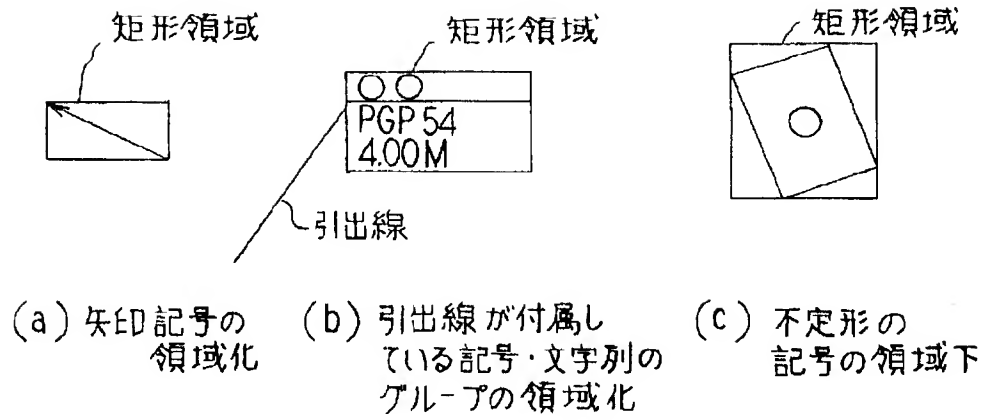 矩形領域
矩形領域
矩形領域
○○
PGP 54
4.00M
引出線
(a) 矢印記号の
領域化
(b) 引出線が付属し
ている記号・文字列の
グループの領域化
(c) 不定形の
記号の領域下